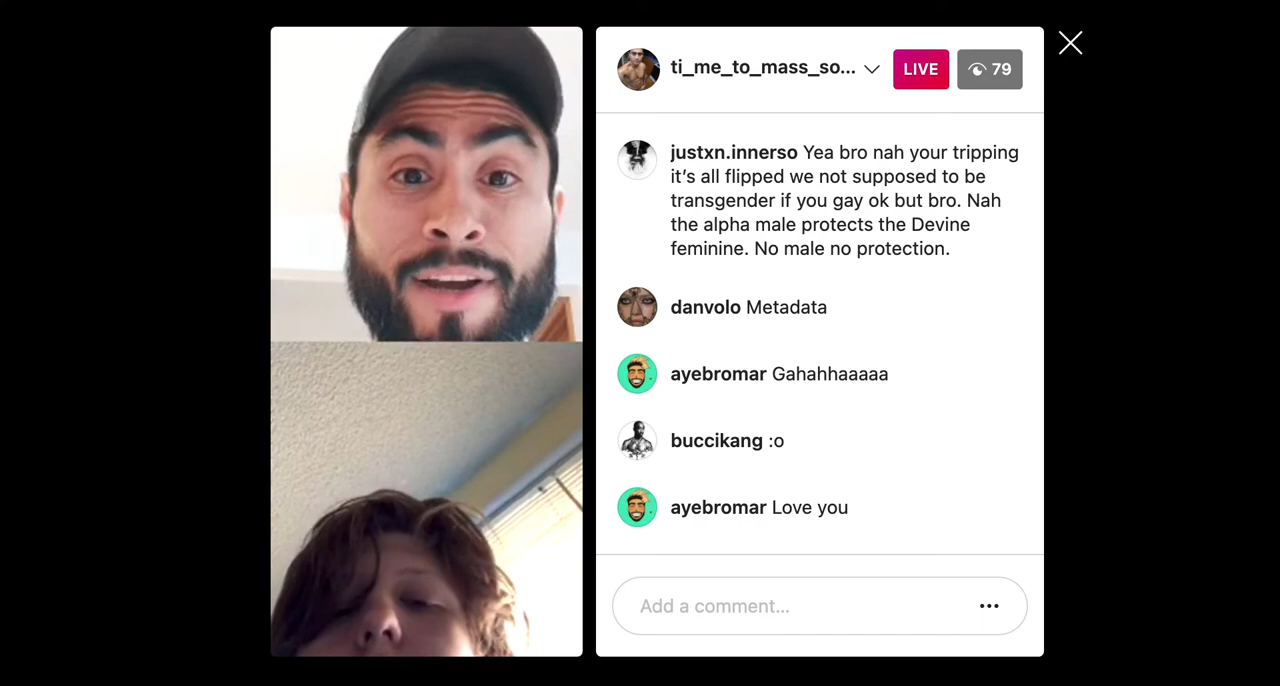 ti_me_to_mass_so... LIVE 79
justxn.innerso Yea bro nah your tripping
it’s all flipped we not supposed to be
transgender if you gay ok but bro. Nah
the alpha male protects the Devine
feminine. No male no protection.
danvolo Metadata
ayebromar Gahahhaaaaa
buccikang :o
ayebromar Love you
Add a comment...